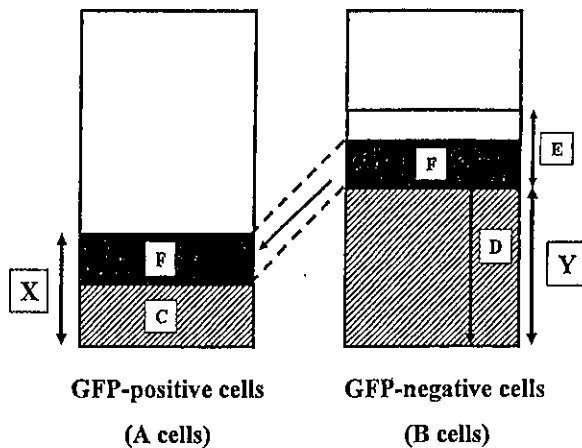 F
E
D
Y
X
F
C
GFP-positive cells
(A cells)
GFP-negative cells
(B cells)